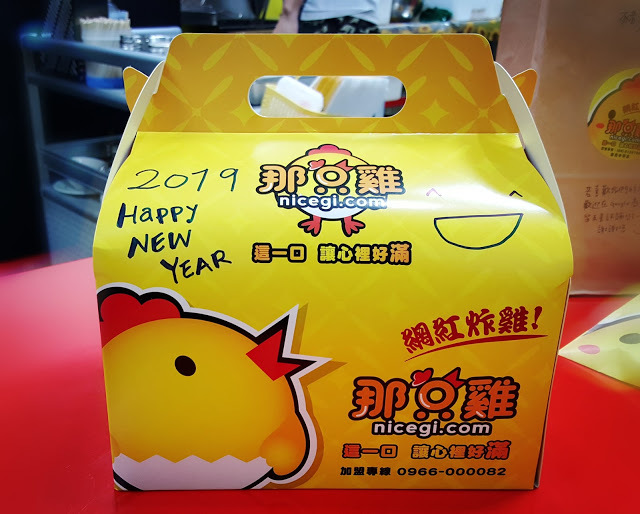 2019
HAPPY
NEW
YEAR
那只雞
nicegi.com
這一口 讓心裡好滿
網紅炸雞!
那只雞
nicegi.com
這一口 讓心裡好滿
加盟專線 0966-000082